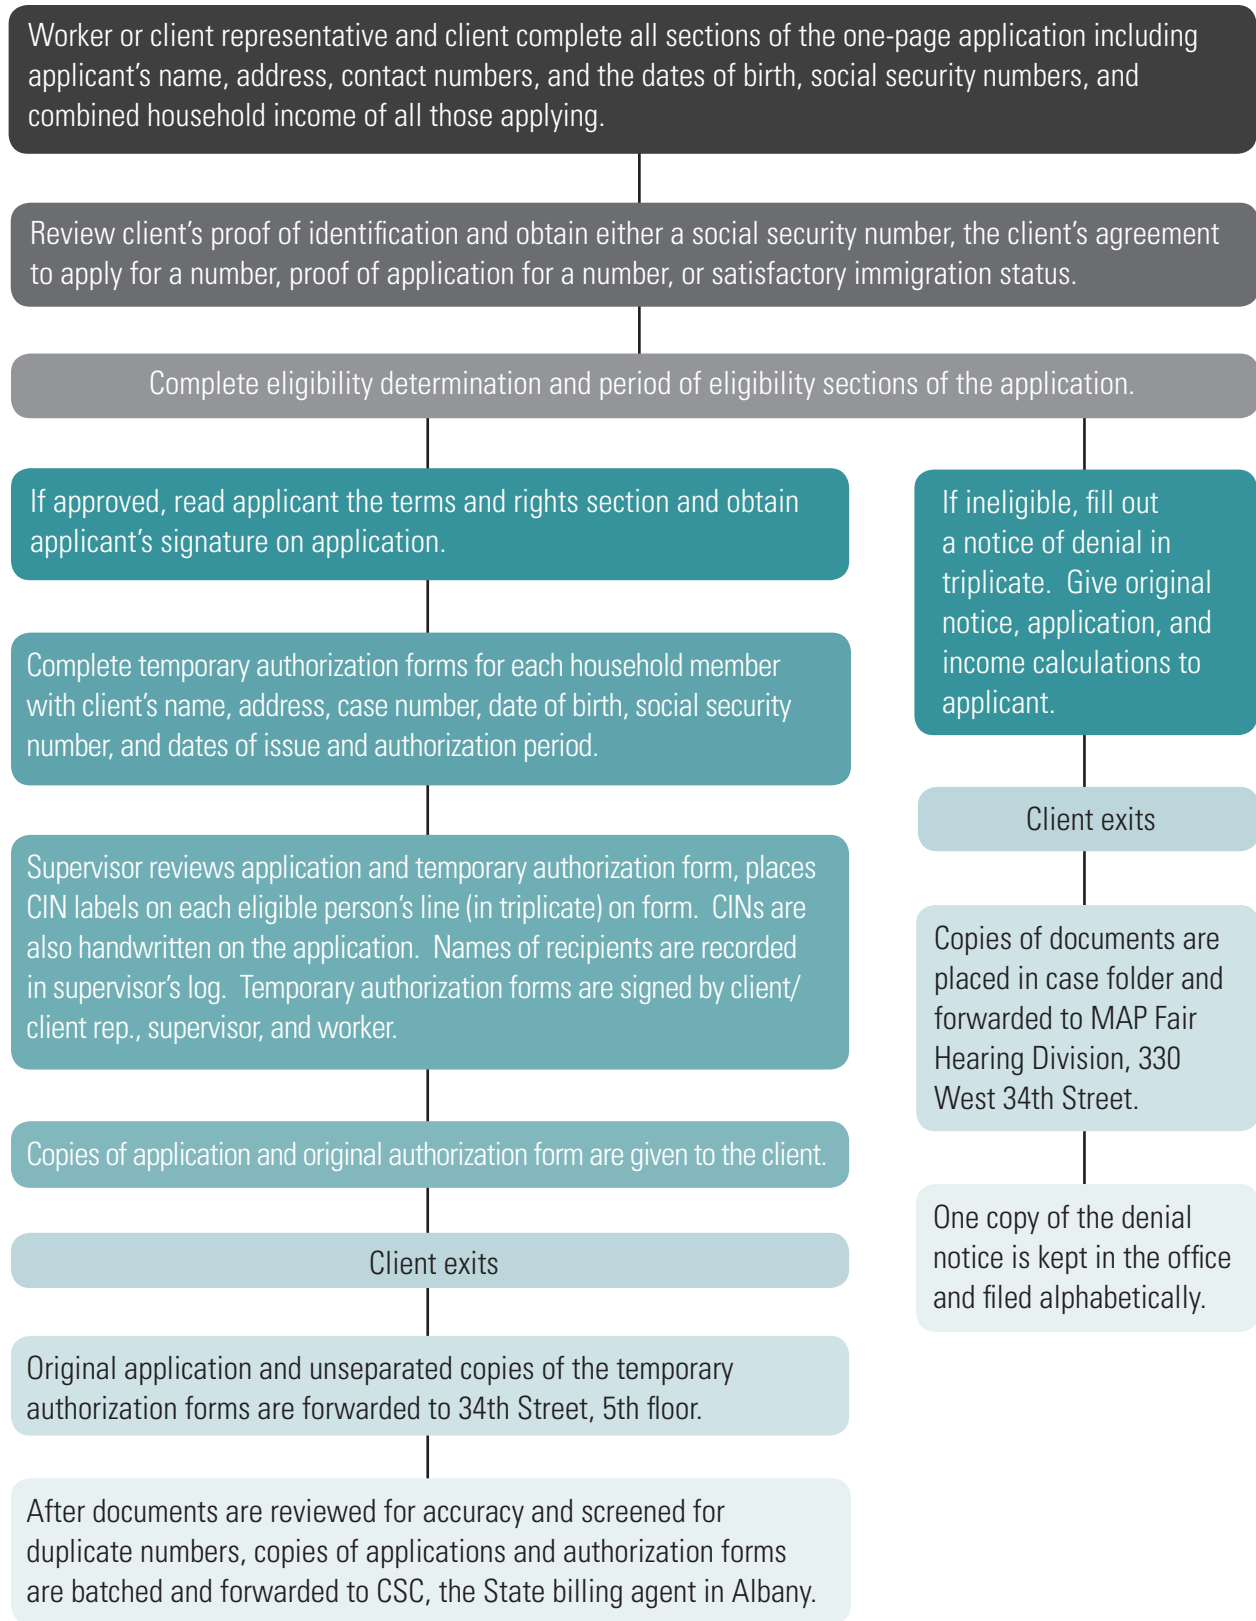 Worker or client representative and client complete all sections of the one-page application including
applicant's name, address, contact numbers, and the dates of birth, social security numbers, and
combined household income of all those applying.
Review client's proof of identification and obtain either a social security number, the client's agreement
to apply for a number, proof of application for a number, or satisfactory immigration status.
Complete eligibility determination and period of eligibility sections of the application.
If approved, read applicant the terms and rights section and obtain
applicant's signature on application.
Complete temporary authorization forms for each household member
with client's name, address, case number, date of birth, social security
number, and dates of issue and authorization period.
Supervisor reviews application and temporary authorization form, places
CIN labels on each eligible person's line (in triplicate) on form.  CINs are
also handwritten on the application.  Names of recipients are recorded
in supervisor's log.  Temporary authorization forms are signed by client/
client rep., supervisor, and worker.
Copies of application and original authorization form are given to the client.
Client exits
Original application and unseparated copies of the temporary
authorization forms are forwarded to 34th Street, 5th floor.
After documents are reviewed for accuracy and screened for
duplicate numbers, copies of applications and authorization forms
are batched and forwarded to CSC, the State billing agent in Albany.
If ineligible, fill out
a notice of denial in
triplicate.  Give original
notice, application, and
income calculations to
applicant.
Client exits
Copies of documents are
placed in case folder and
forwarded to MAP Fair
Hearing Division, 330
West 34th Street.
One copy of the denial
notice is kept in the office
and filed alphabetically.